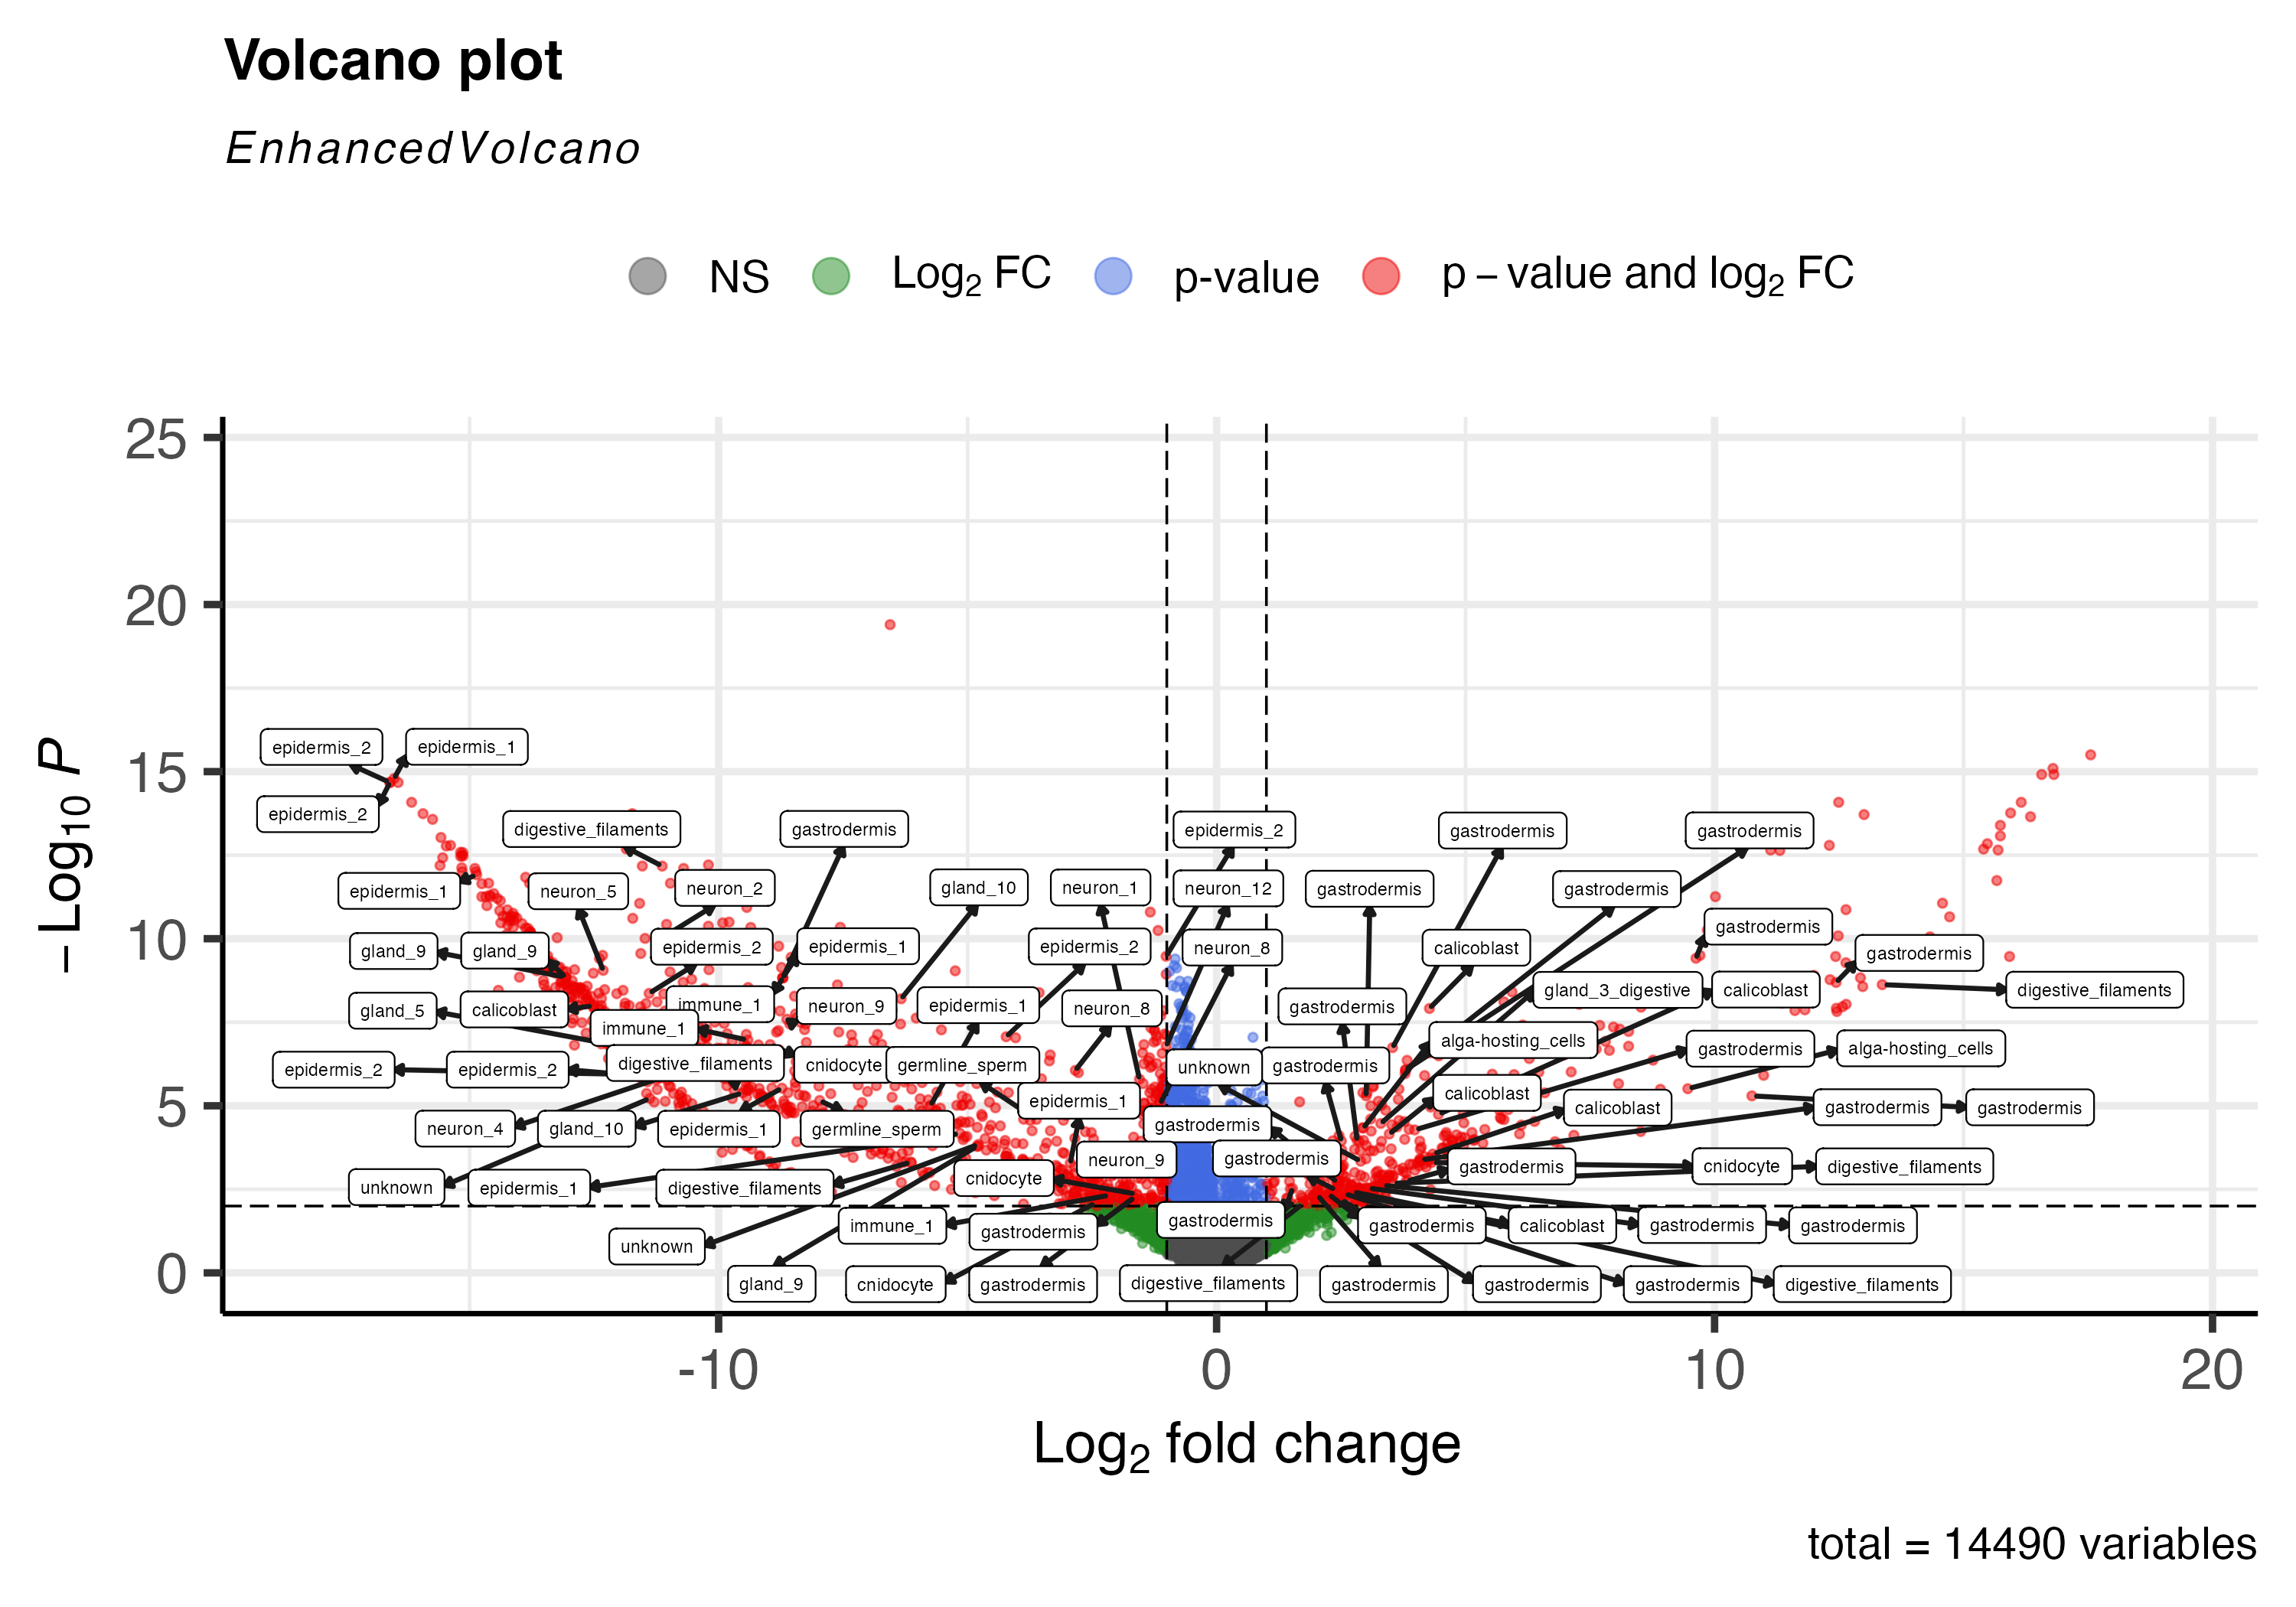 Volcano plot
EnhancedVolcano
NS Log2 FC p-value p – value and log2 FC
25
20
15
10
5
0
−Log10 P
epidermis_2 epidermis_1
epidermis_2
digestive_filaments gastrodermis epidermis_2 gastrodermis gastrodermis
epidermis_1 neuron_5 neuron_2 gland_10 neuron_1 neuron_12 gastrodermis gastrodermis
gastrodermis
gland_9 gland_9 epidermis_2 epidermis_1 epidermis_2 neuron_8 calicoblast gastrodermis
gland_3_digestive calicoblast digestive_filaments
gland_5 calicoblast immune_1 neuron_9 epidermis_1 neuron_8 gastrodermis
immune_1 alga-hosting_cells gastrodermis alga-hosting_cells
epidermis_2 epidermis_2 digestive_filaments cnidocyte germline_sperm unknown gastrodermis
epidermis_1 calicoblast calicoblast gastrodermis gastrodermis
neuron_4 gland_10 epidermis_1 germline_sperm gastrodermis
neuron_9 gastrodermis gastrodermis cnidocyte digestive_filaments
unknown epidermis_1 digestive_filaments cnidocyte
immune_1 gastrodermis gastrodermis gastrodermis calicoblast gastrodermis gastrodermis
unknown
gland_9 cnidocyte gastrodermis digestive_filaments gastrodermis gastrodermis gastrodermis digestive_filaments
-10 0 10 20
Log2 fold change
total = 14490 variables